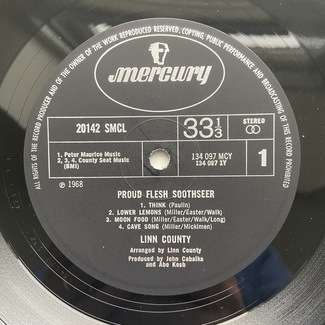 ALL RIGHTS OF THE RECORD PRODUCER AND OF THE OWNER OF THE WORK REPRODUCED RESERVED. COPYING, PUBLIC PERFORMANCE AND BROADCASTING OF THIS RECORD PROHIBITED
mercury
20142 SMCL
33 1/3
STEREO
1. Peter Maurice Music
2, 3, 4. County Seat Music
(BMI)
134 097 MCY
134 097 1Y
1
℗ 1968
PROUD FLESH SOOTHSEER
1. THINK (Paulin)
2. LOWER LEMONS (Miller/Easter/Walk)
3. MOON FOOD (Miller/Easter/Walk/Long)
4. CAVE SONG (Miller/Mickimen)
LINN COUNTY
Arranged by Linn County
Produced by John Cabalka
and Abe Kesh